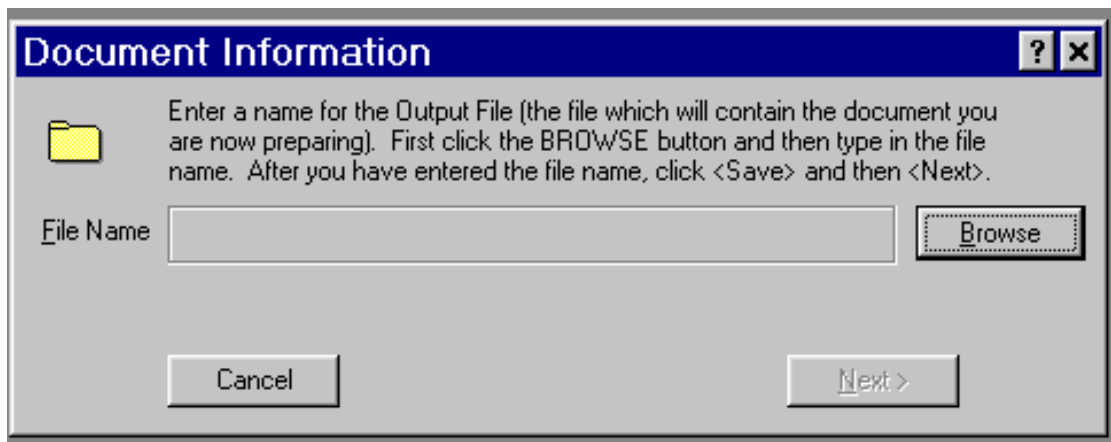 Document Information
Enter a name for the Output File (the file which will contain the document you
are now preparing). First click the BROWSE button and then type in the file
name. After you have entered the file name, click <Save> and then <Next>.
File Name
Browse
Cancel
Next >